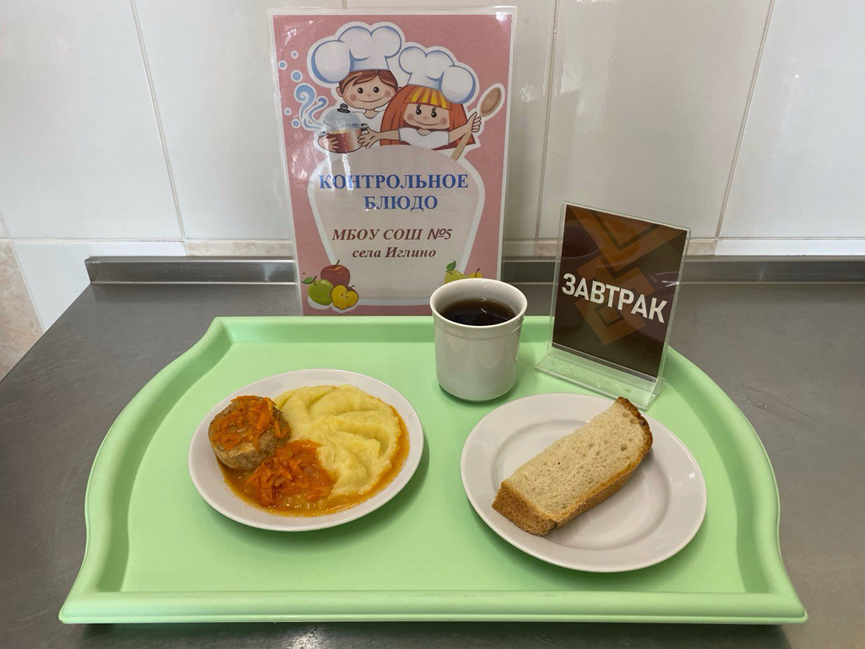 КОНТРОЛЬНОЕ
БЛЮДО
МБОУ СОШ №5
села Иглино
ЗАВТРАК